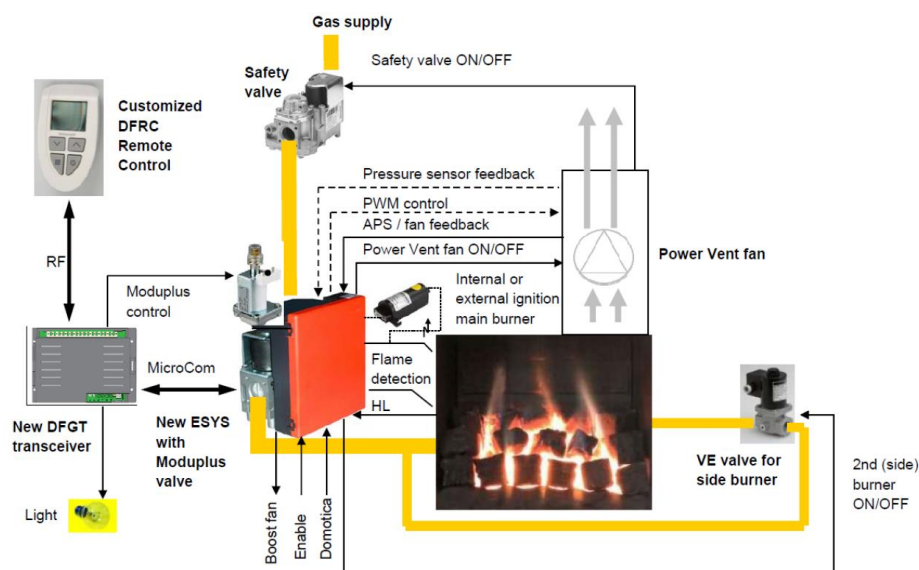 Gas supply
Safety valve ON/OFF
Safety
valve
Customized
DFRC
Remote
Control
Pressure sensor feedback
PWM control
APS / fan feedback
Power Vent fan ON/OFF
Power Vent fan
RF
Moduplus
control
Internal or
external ignition
main burner
MicroCom
Flame
detection
HL
New DFGT
transceiver
New ESYS
with
Moduplus
valve
VE valve for
side burner
2nd (side)
burner
ON/OFF
Light
Boost fan
Enable
Domotica